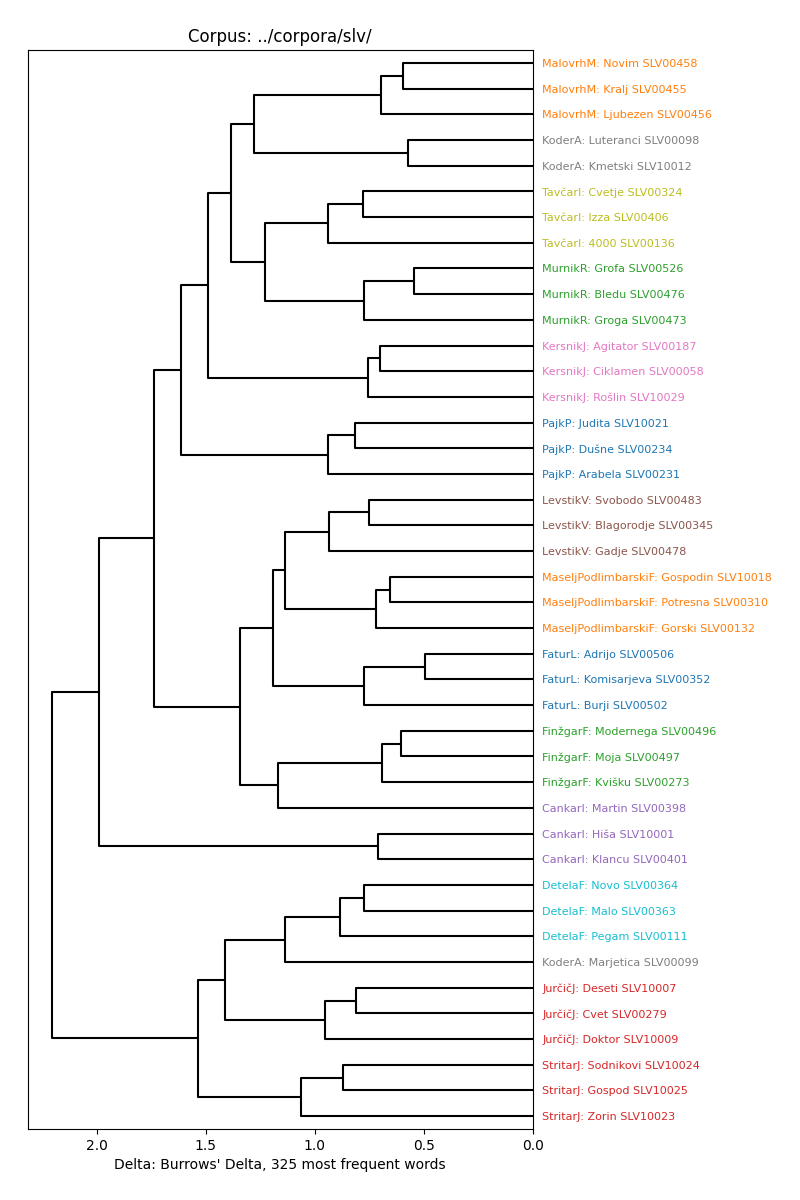 Corpus: ../corpora/slv/
MalovrhM: Novim SLV00458
MalovrhM: Kralj SLV00455
MalovrhM: Ljubezen SLV00456
KoderA: Luteranci SLV00098
KoderA: Kmetski SLV10012
TavčarI: Cvetje SLV00324
TavčarI: Izza SLV00406
TavčarI: 4000 SLV00136
MurnikR: Grofa SLV00526
MurnikR: Bledu SLV00476
MurnikR: Groga SLV00473
KersnikJ: Agitator SLV00187
KersnikJ: Ciklamen SLV00058
KersnikJ: Rošlin SLV10029
PajkP: Judita SLV10021
PajkP: Dušne SLV00234
PajkP: Arabela SLV00231
LevstikV: Svobodo SLV00483
LevstikV: Blagorodje SLV00345
LevstikV: Gadje SLV00478
MaseljPodlimbarskiF: Gospodin SLV10018
MaseljPodlimbarskiF: Potresna SLV00310
MaseljPodlimbarskiF: Gorski SLV00132
FaturL: Adrijo SLV00506
FaturL: Komisarjeva SLV00352
FaturL: Burji SLV00502
FinžgarF: Modernega SLV00496
FinžgarF: Moja SLV00497
FinžgarF: Kvišku SLV00273
CankarI: Martin SLV00398
CankarI: Hiša SLV10001
CankarI: Klancu SLV00401
DetelaF: Novo SLV00364
DetelaF: Malo SLV00363
DetelaF: Pegam SLV00111
KoderA: Marjetica SLV00099
JurčičJ: Deseti SLV10007
JurčičJ: Cvet SLV00279
JurčičJ: Doktor SLV10009
StritarJ: Sodnikovi SLV10024
StritarJ: Gospod SLV10025
StritarJ: Zorin SLV10023
2.0 1.5 1.0 0.5 0.0
Delta: Burrows' Delta, 325 most frequent words